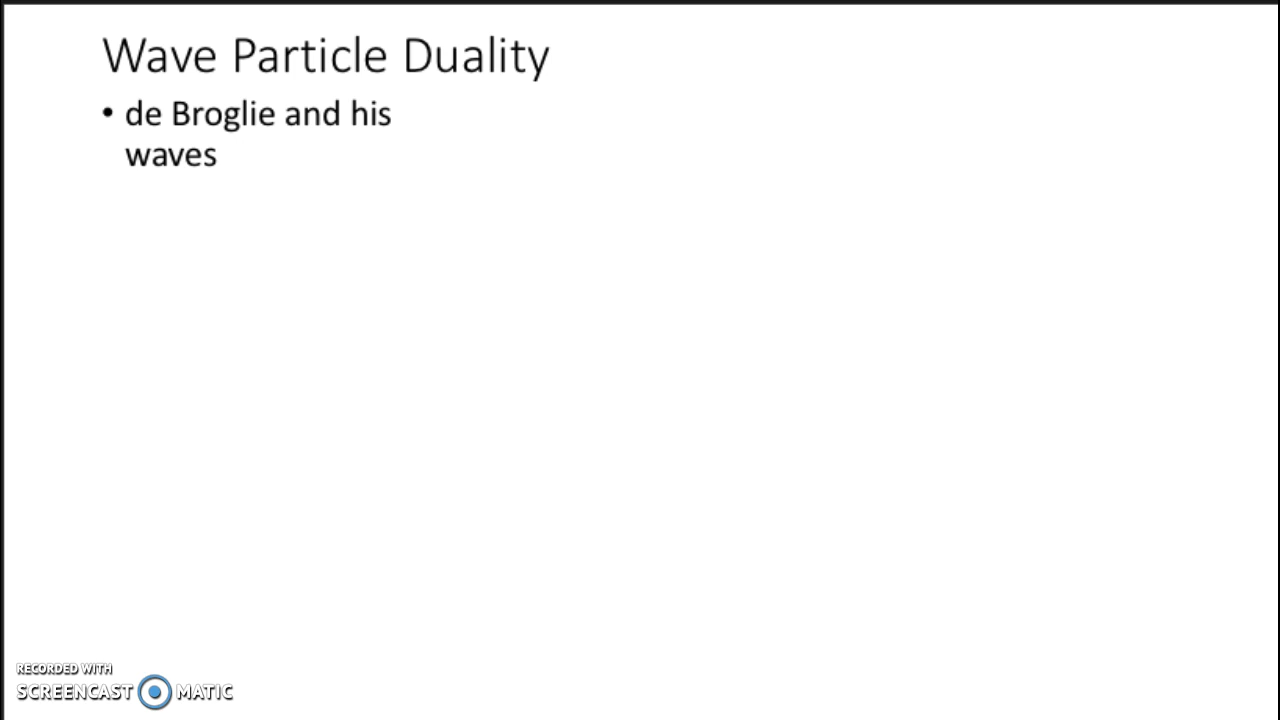 Wave Particle Duality
• de Broglie and his
waves
RECORDED WITH
SCREENCAST MATIC